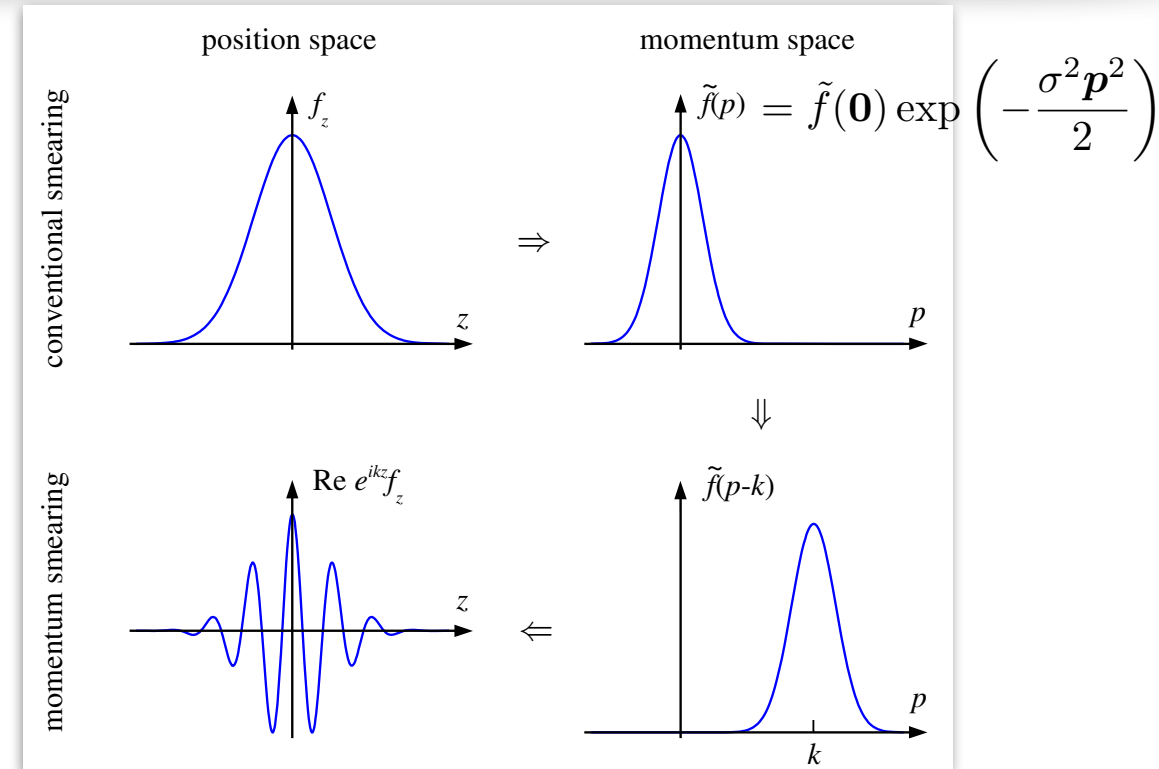 position space
momentum space
conventional smearing
f_z
z
⇒
f̃(p) = f̃(𝟎) exp(−σ²𝒑²/2)
p
⇓
momentum smearing
Re e^{ikz}f_z
z
⇐
f̃(p-k)
p
k